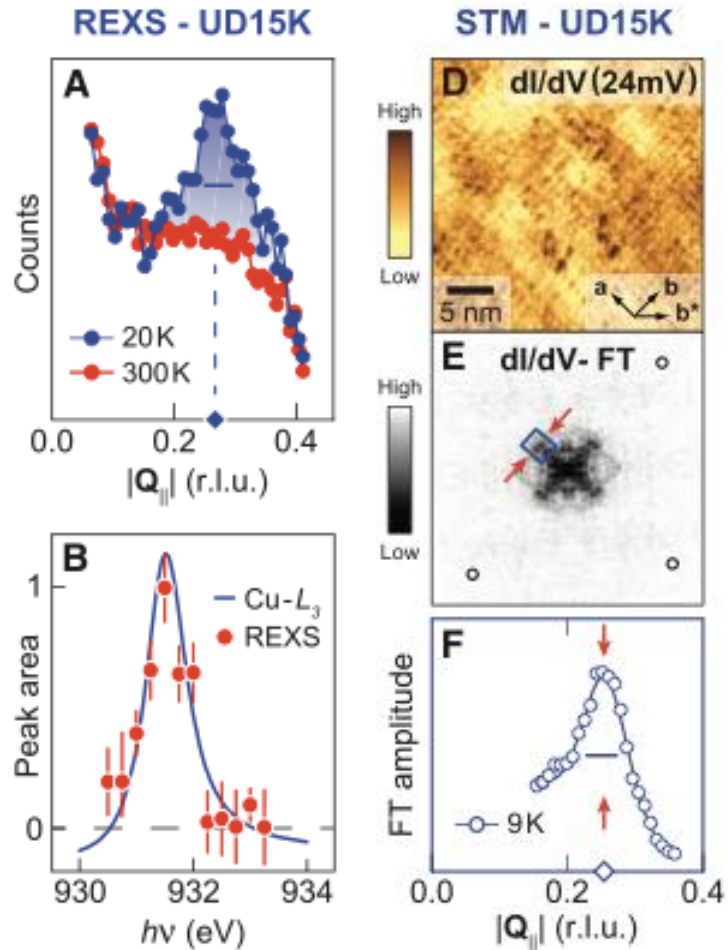 REXS - UD15K
STM - UD15K
A
Counts
20K
300K
0.0 0.2 0.4
|Q||| (r.l.u.)
B
1
0
Peak area
Cu-L3
REXS
930 932 934
hν (eV)
D
dI/dV(24mV)
High
Low
5 nm
a
b
b*
E
dI/dV- FT
High
Low
F
FT amplitude
9K
0.0 0.2 0.4
|Q||| (r.l.u.)